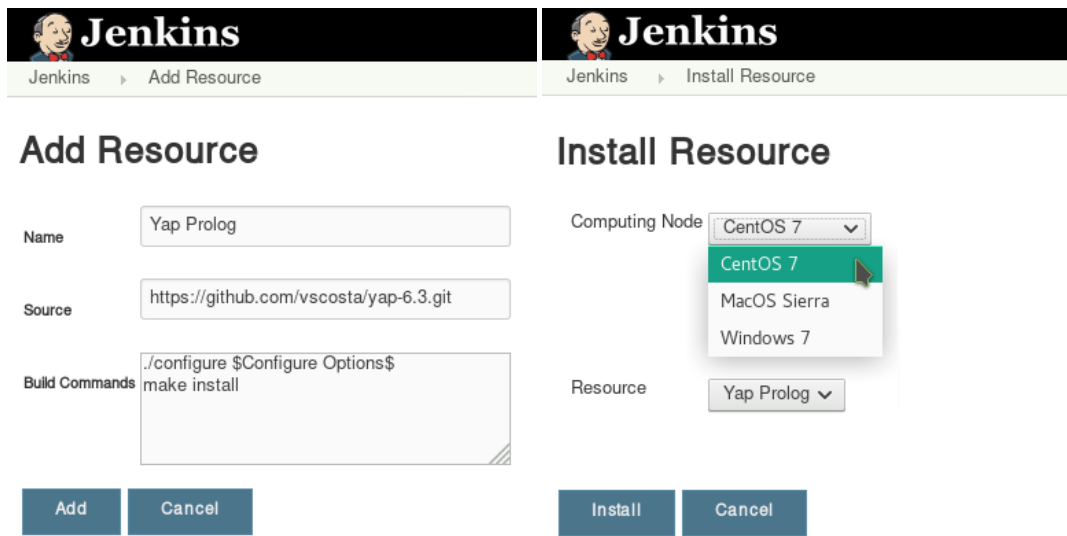 Jenkins
Jenkins Add Resource
Add Resource
Name
Yap Prolog
Source
https://github.com/vscosta/yap-6.3.git
Build Commands
./configure $Configure Options$
make install
Add Cancel
Jenkins
Jenkins Install Resource
Install Resource
Computing Node CentOS 7
CentOS 7
MacOS Sierra
Windows 7
Resource Yap Prolog
Install Cancel